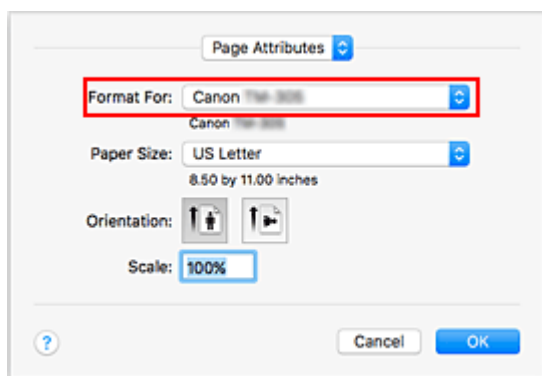 Page Attributes
Format For: Canon
Canon
Paper Size: US Letter
8.50 by 11.00 inches
Orientation:
Scale: 100%
? Cancel OK